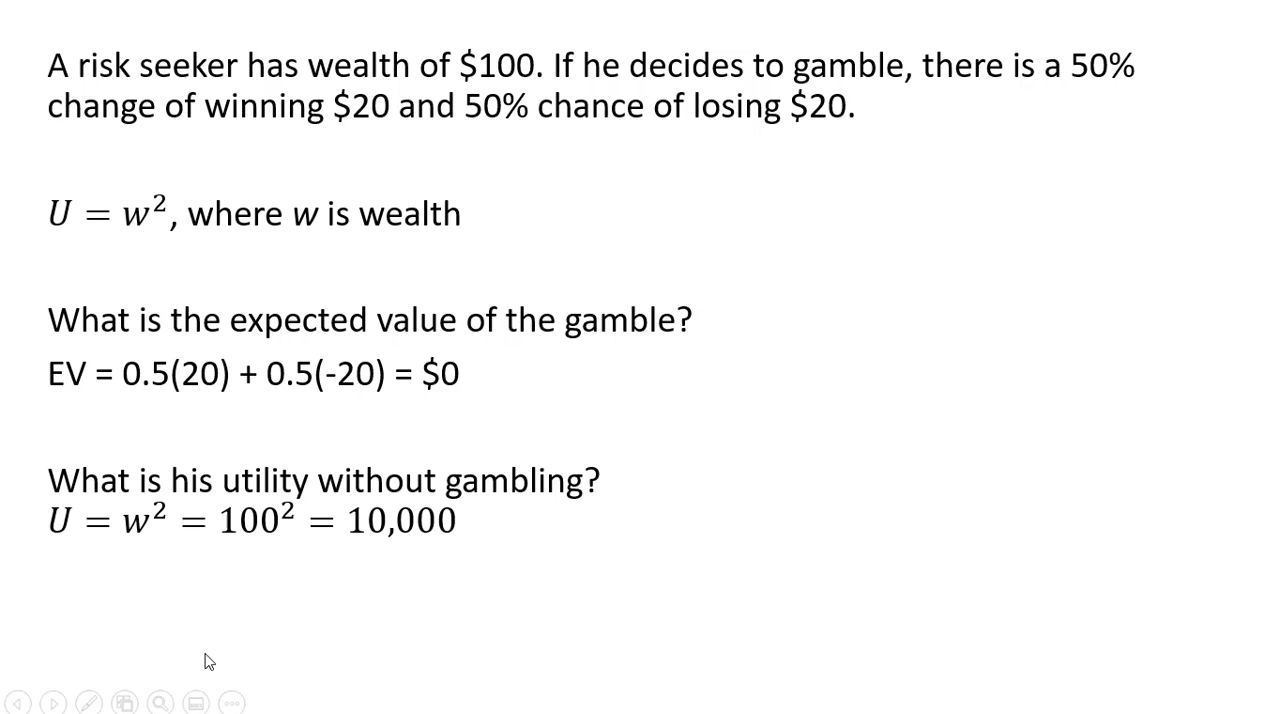 A risk seeker has wealth of $100. If he decides to gamble, there is a 50%
change of winning $20 and 50% chance of losing $20.
U = w², where w is wealth
What is the expected value of the gamble?
EV = 0.5(20) + 0.5(-20) = $0
What is his utility without gambling?
U = w² = 100² = 10,000